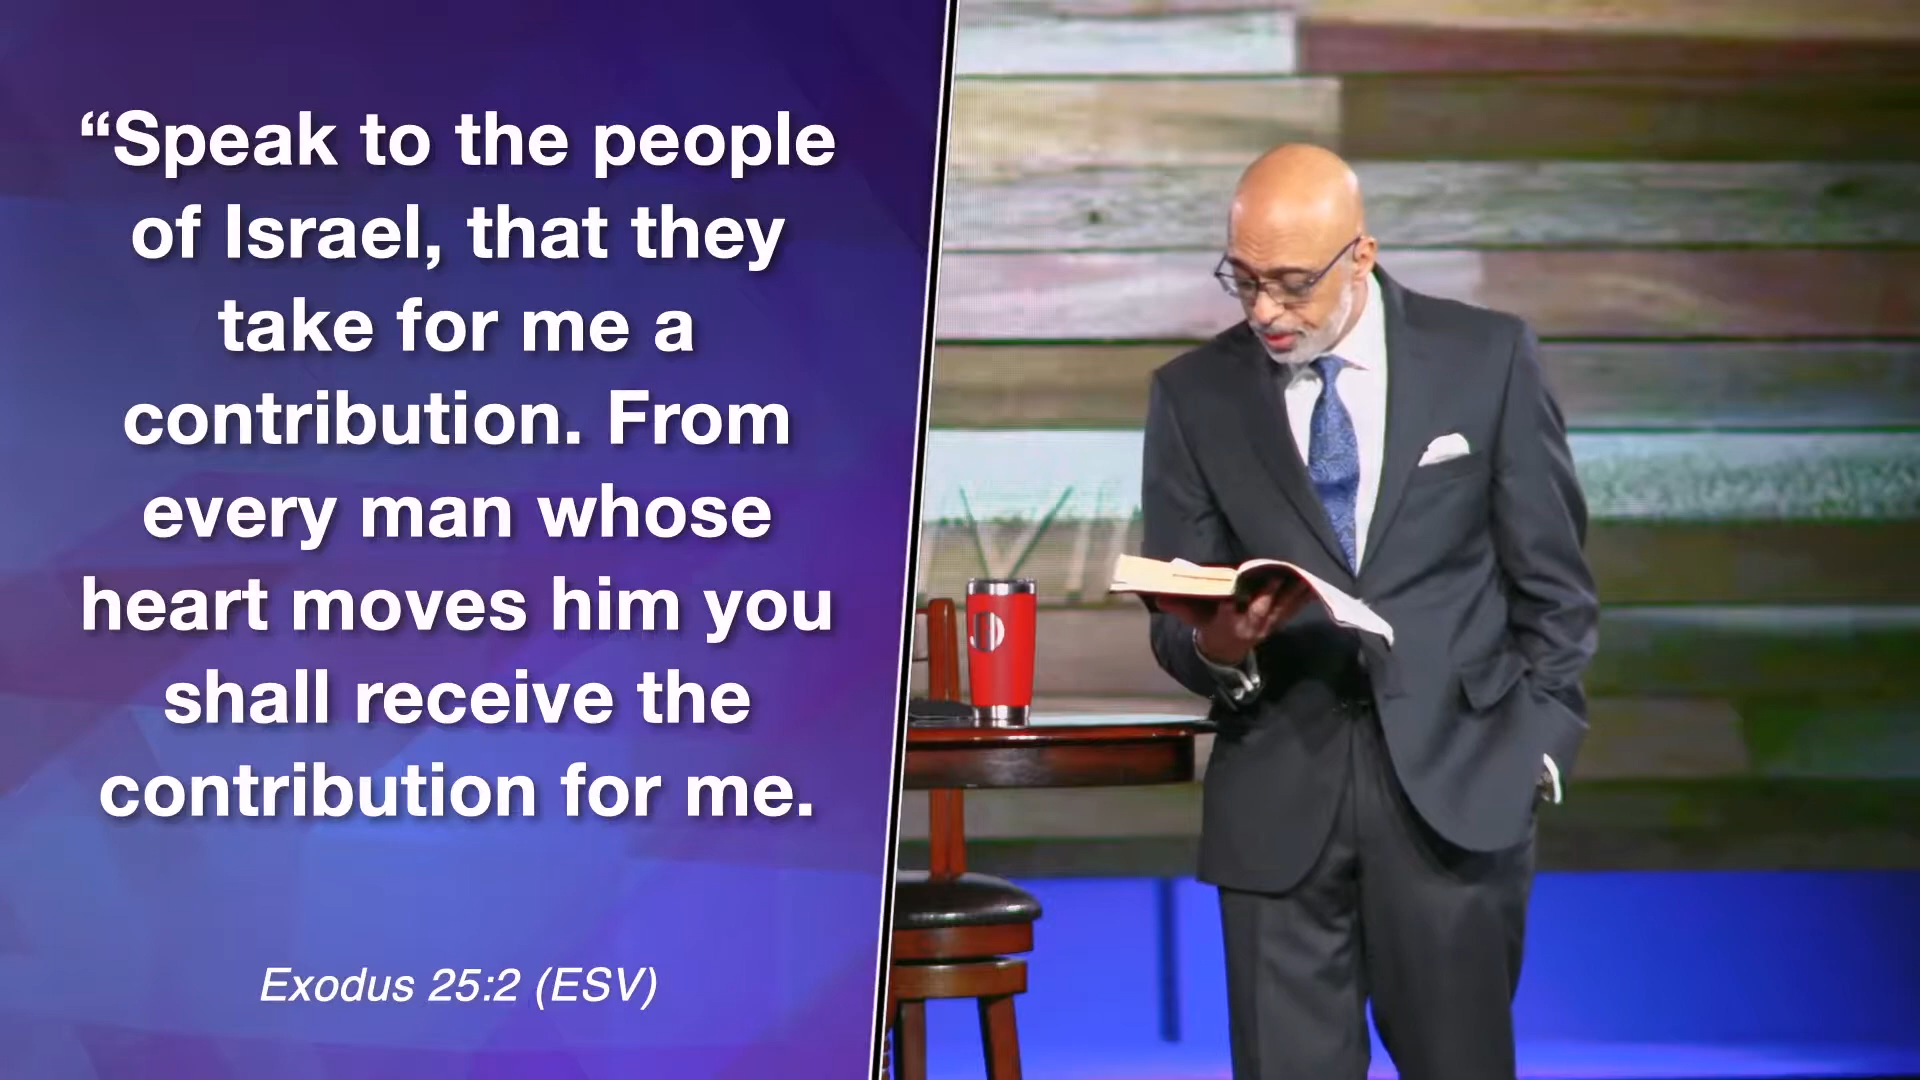 “Speak to the people
of Israel, that they
take for me a
contribution. From
every man whose
heart moves him you
shall receive the
contribution for me.
Exodus 25:2 (ESV)